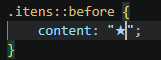 .itens::before {
    content: "★";
}